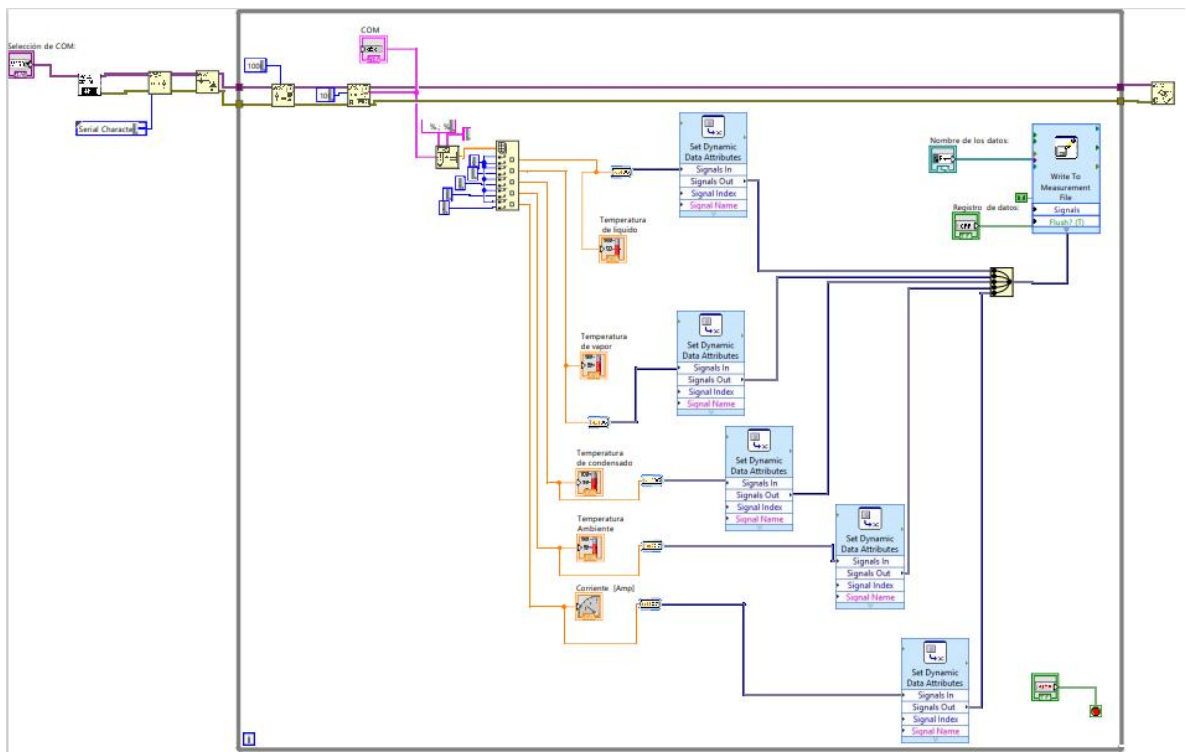 COM
Selección de COM:
100
10
Serial Characte
Set Dynamic
Data Attributes
Signals In
Signals Out
Signal Index
Signal Name
Nombre de los datos:
Write To
Measurement
File
Signals
Flush? (T)
Registro de datos:
Temperatura
de liquido
Temperatura
de vapor
Set Dynamic
Data Attributes
Signals In
Signals Out
Signal Index
Signal Name
Temperatura
de condensado
Set Dynamic
Data Attributes
Signals In
Signals Out
Signal Index
Signal Name
Temperatura
Ambiente
Set Dynamic
Data Attributes
Signals In
Signals Out
Signal Index
Signal Name
Corriente [Amp]
Set Dynamic
Data Attributes
Signals In
Signals Out
Signal Index
Signal Name
i